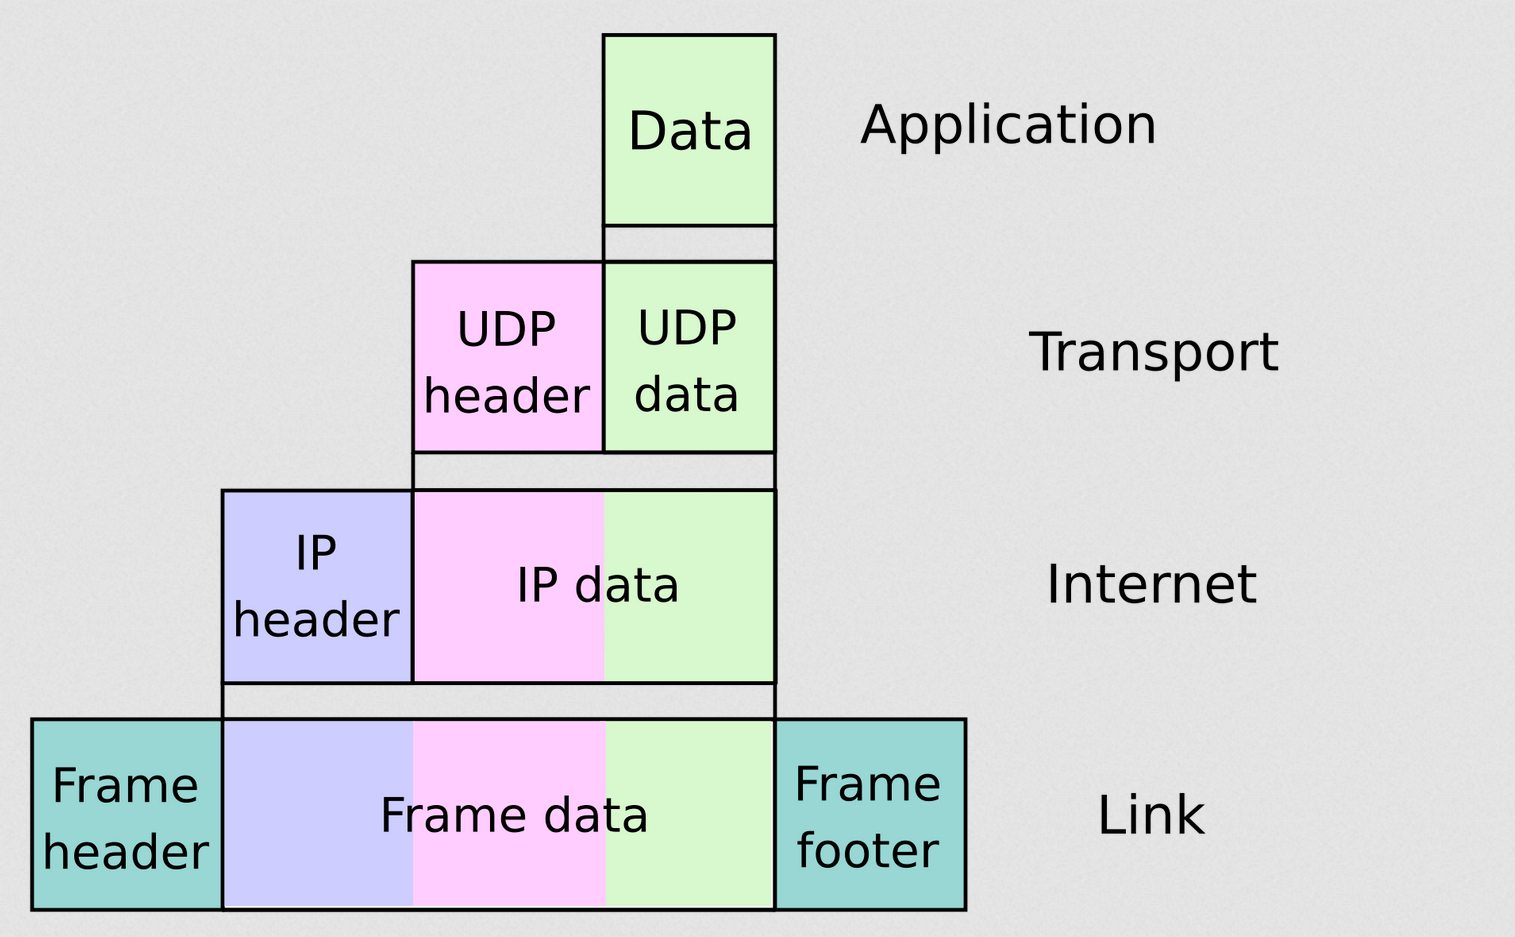 Data
Application
UDP
header
UDP
data
Transport
IP
header
IP data
Internet
Frame
header
Frame data
Frame
footer
Link